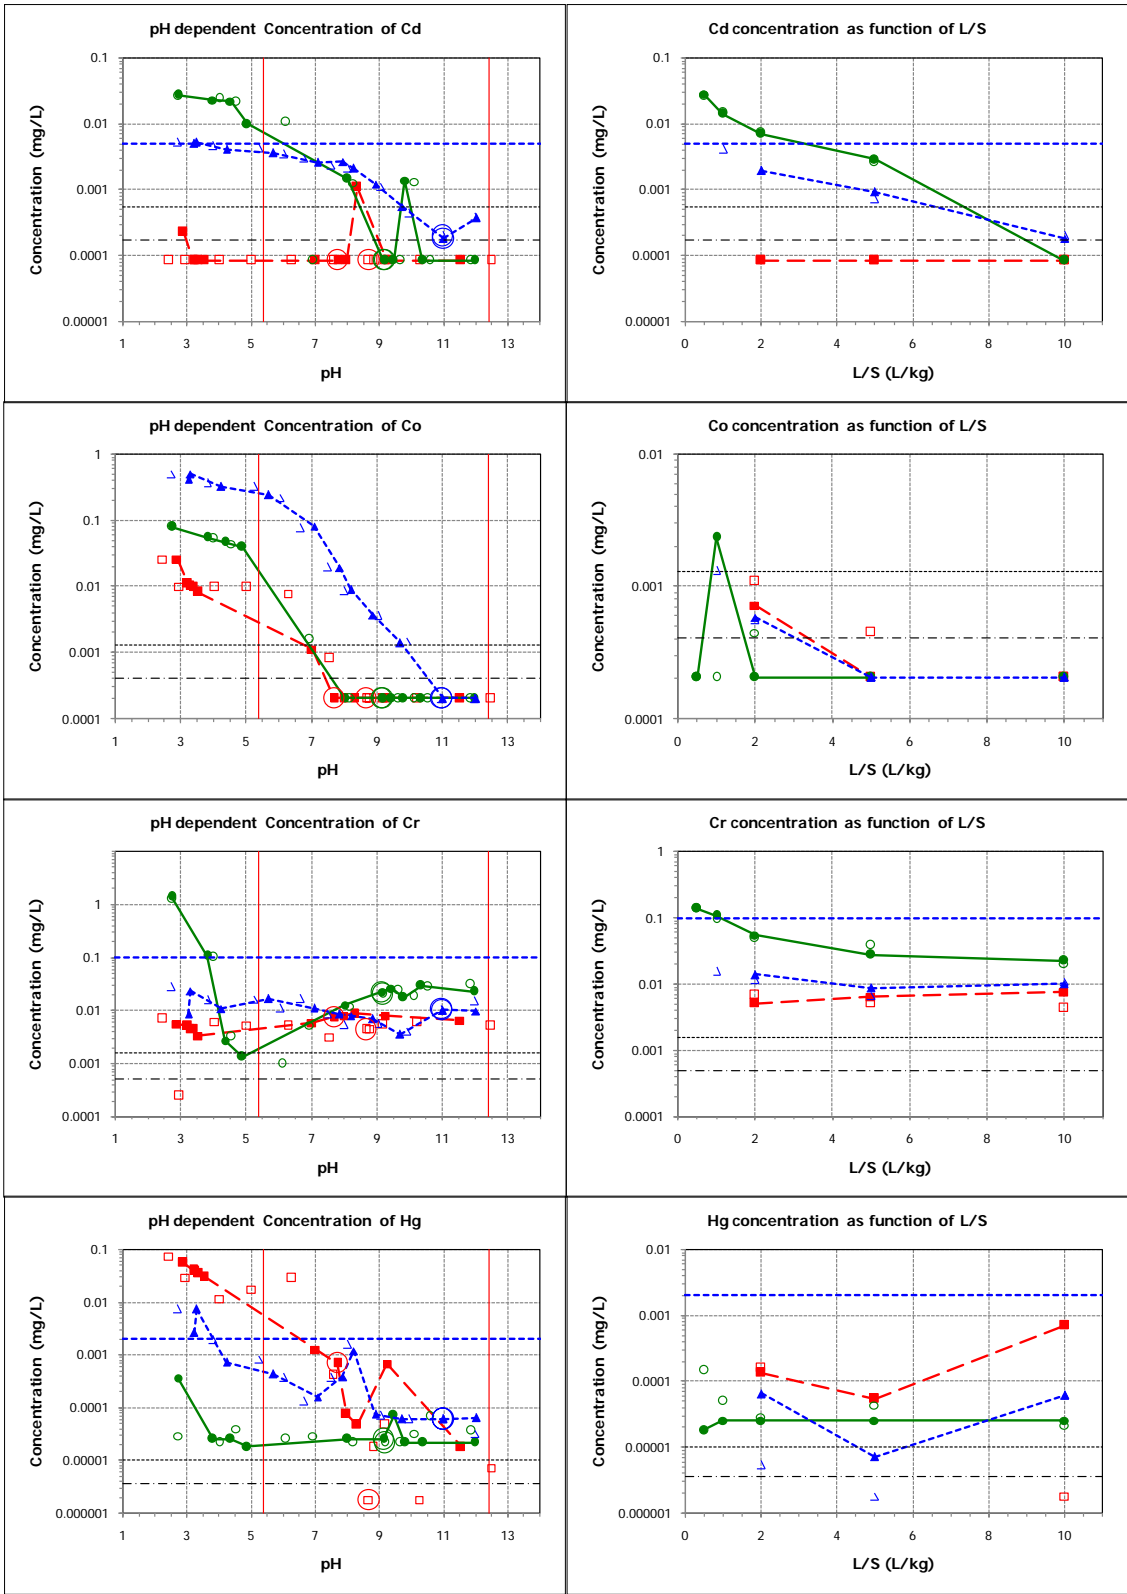 pH dependent Concentration of Cd
Concentration (mg/L)
0.1
0.01
0.001
0.0001
0.00001
1 3 5 7 9 11 13
pH
Cd concentration as function of L/S
Concentration (mg/L)
0.1
0.01
0.001
0.0001
0.00001
0 2 4 6 8 10
L/S (L/kg)
pH dependent Concentration of Co
Concentration (mg/L)
1
0.1
0.01
0.001
0.0001
1 3 5 7 9 11 13
pH
Co concentration as function of L/S
Concentration (mg/L)
0.01
0.001
0.0001
0 2 4 6 8 10
L/S (L/kg)
pH dependent Concentration of Cr
Concentration (mg/L)
1
0.1
0.01
0.001
0.0001
1 3 5 7 9 11 13
pH
Cr concentration as function of L/S
Concentration (mg/L)
1
0.1
0.01
0.001
0.0001
0 2 4 6 8 10
L/S (L/kg)
pH dependent Concentration of Hg
Concentration (mg/L)
0.1
0.01
0.001
0.0001
0.00001
0.000001
1 3 5 7 9 11 13
pH
Hg concentration as function of L/S
Concentration (mg/L)
0.01
0.001
0.0001
0.00001
0.000001
0 2 4 6 8 10
L/S (L/kg)